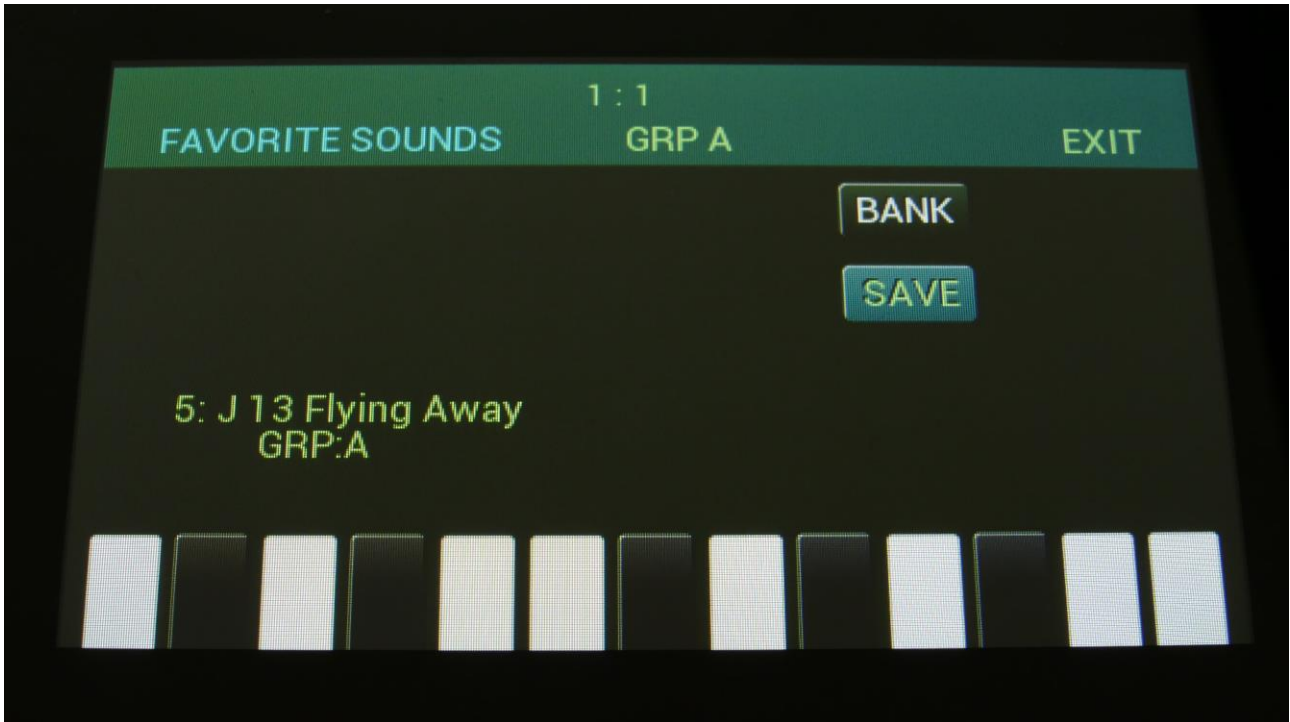 1 : 1
FAVORITE SOUNDS GRP A EXIT
BANK
SAVE
5: J 13 Flying Away
GRP:A